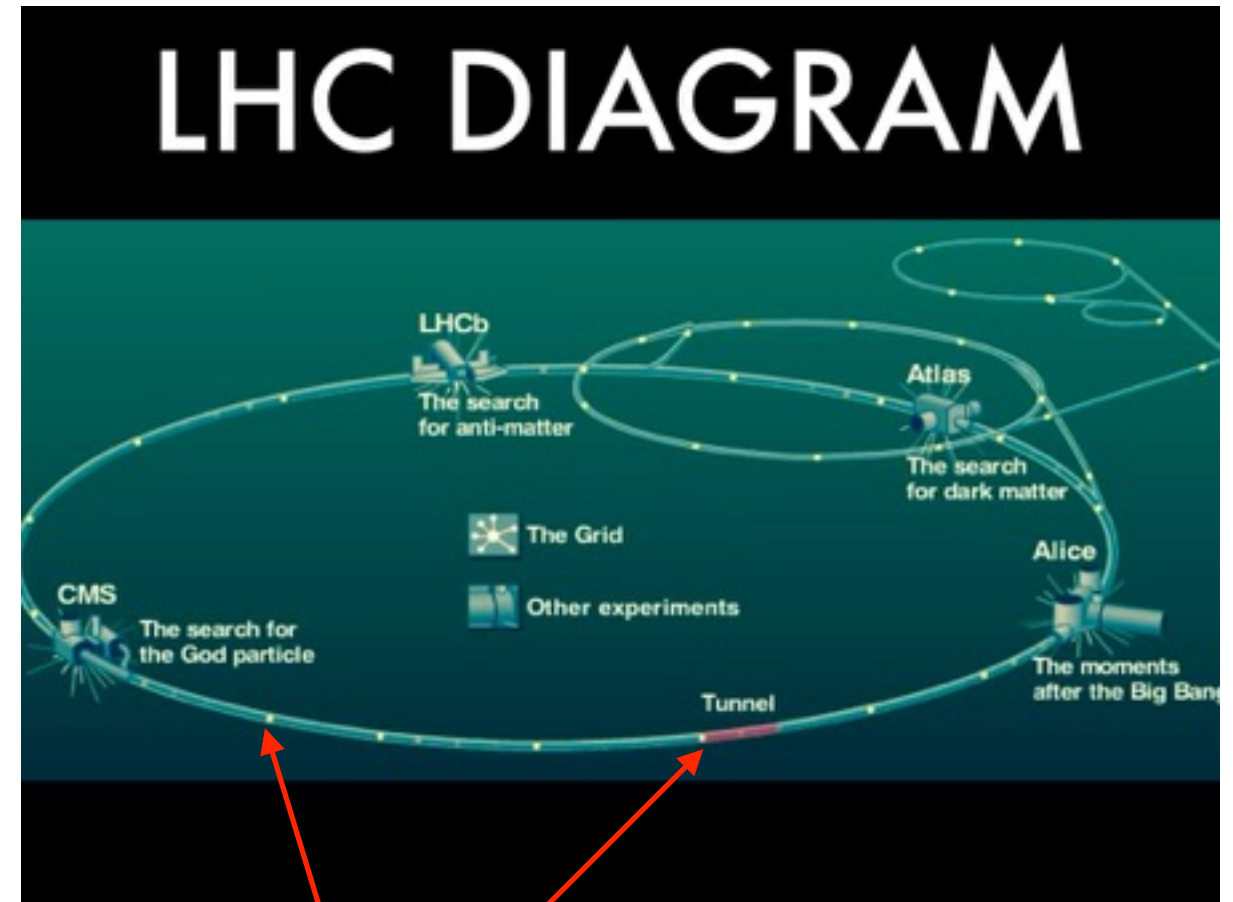 LHC DIAGRAM
LHCb
The search
for anti-matter
Atlas
The search
for dark matter
The Grid
Other experiments
Alice
The moments
after the Big Bang
CMS
The search for
the God particle
Tunnel